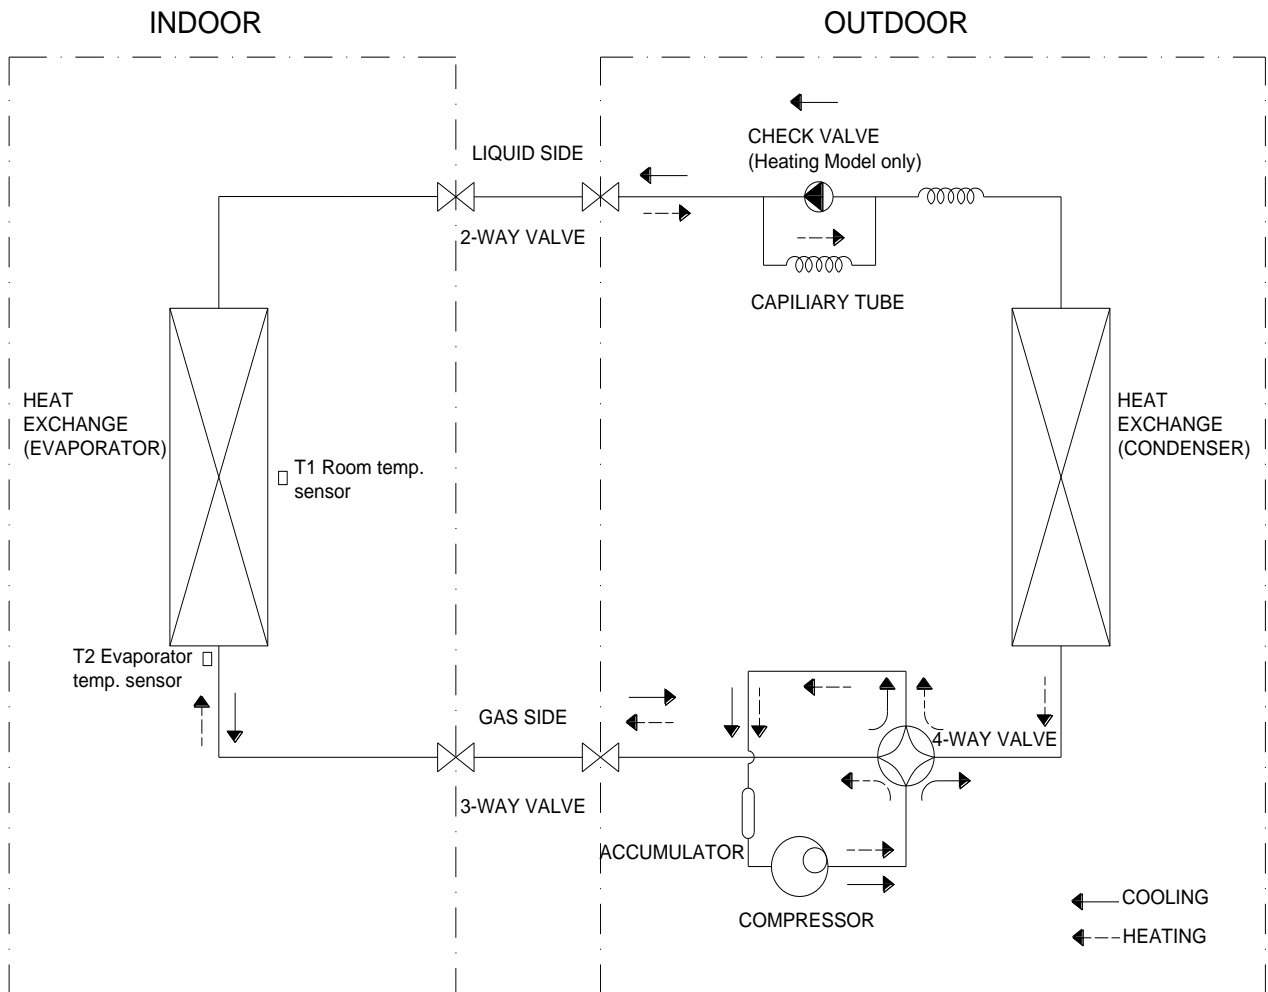 INDOOR
OUTDOOR
CHECK VALVE
(Heating Model only)
LIQUID SIDE
2-WAY VALVE
CAPILIARY TUBE
HEAT
EXCHANGE
(EVAPORATOR)
HEAT
EXCHANGE
(CONDENSER)
T1 Room temp.
sensor
T2 Evaporator
temp. sensor
GAS SIDE
4-WAY VALVE
3-WAY VALVE
ACCUMULATOR
COMPRESSOR
COOLING
HEATING